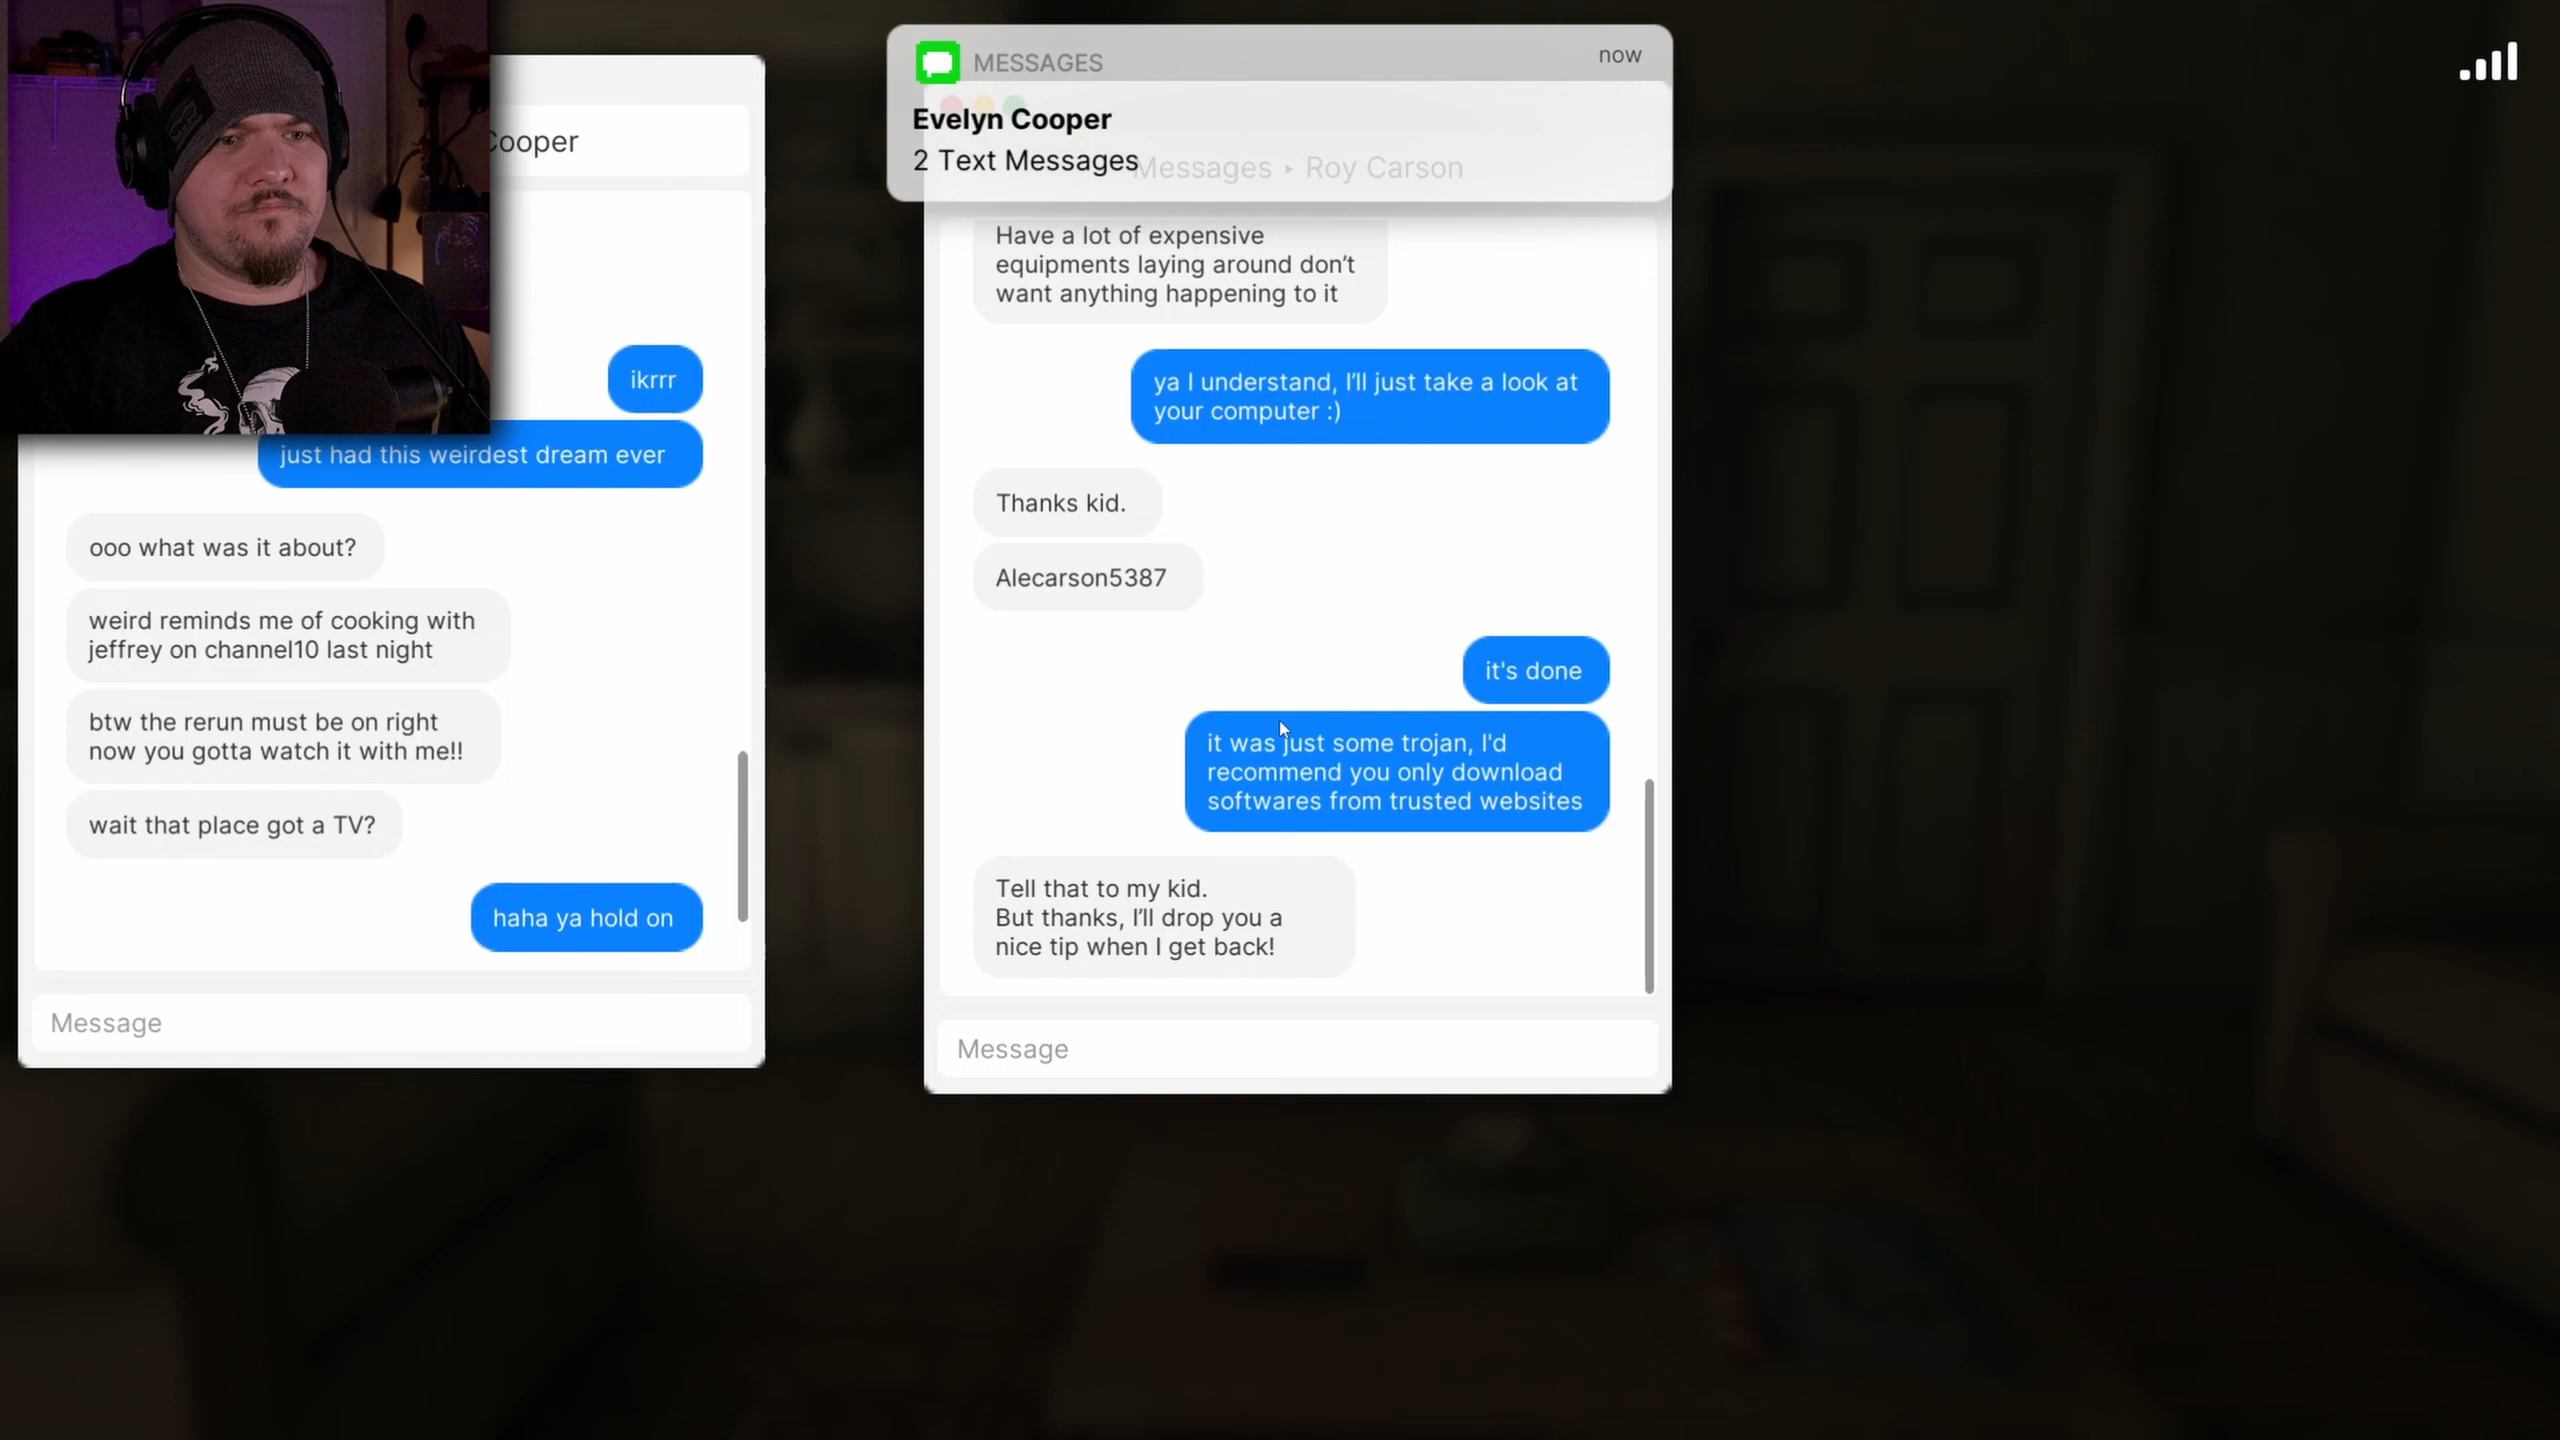 Cooper
ikrrr
just had this weirdest dream ever
ooo what was it about?
weird reminds me of cooking with
jeffrey on channel10 last night
btw the rerun must be on right
now you gotta watch it with me!!
wait that place got a TV?
haha ya hold on
Message
MESSAGES
now
Evelyn Cooper
2 Text Messages
Messages ‣ Roy Carson
Have a lot of expensive
equipments laying around don’t
want anything happening to it
ya I understand, I’ll just take a look at
your computer :)
Thanks kid.
Alecarson5387
it's done
it was just some trojan, I'd
recommend you only download
softwares from trusted websites
Tell that to my kid.
But thanks, I’ll drop you a
nice tip when I get back!
Message